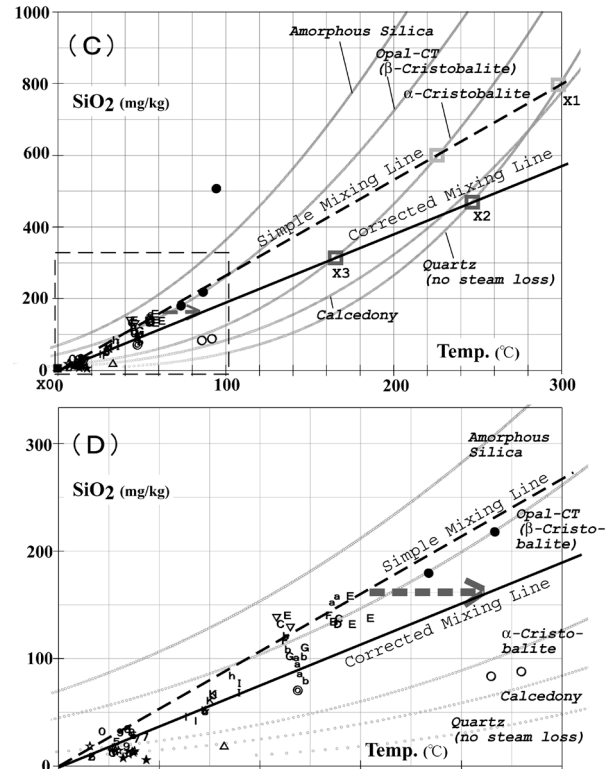 1000
(C)
SiO2 (mg/kg)
Amorphous Silica
Opal-CT
(β-Cristobalite)
α-Cristobalite
800
X1
600
Simple Mixing Line
Corrected Mixing Line
400
X2
X3
Quartz
(no steam loss)
200
Calcedony
Temp. (℃)
0
X0
100
200
300
(D)
300
SiO2 (mg/kg)
Amorphous
Silica
Simple Mixing Line
Opal-CT
(β-Cristo-
balite)
200
Corrected Mixing Line
α-Cristo-
balite
100
Calcedony
Quartz
(no steam loss)
Temp. (℃)
0